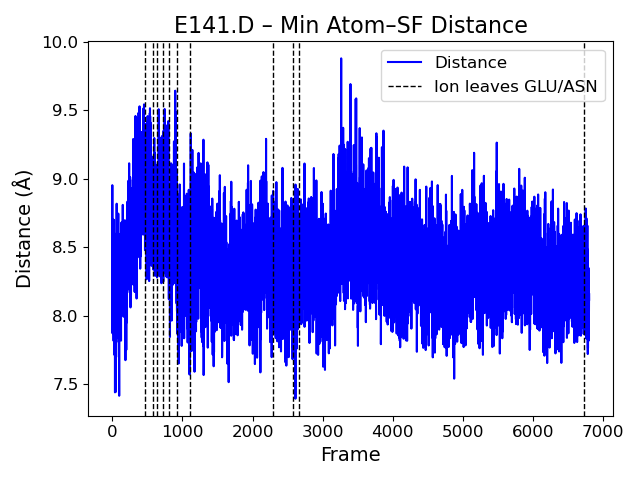 E141.D – Min Atom–SF Distance
10.0
9.5
9.0
8.5
8.0
7.5
Distance (Å)
Distance
Ion leaves GLU/ASN
0 1000 2000 3000 4000 5000 6000 7000
Frame